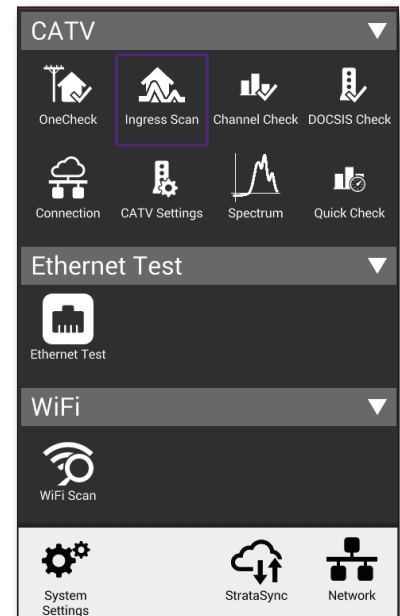 CATV
OneCheck
Ingress Scan
Channel Check
DOCSIS Check
Connection
CATV Settings
Spectrum
Quick Check
Ethernet Test
Ethernet Test
WiFi
WiFi Scan
System
Settings
StrataSync
Network